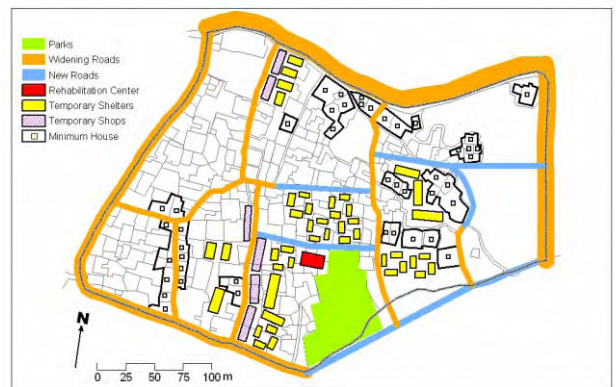 Parks
Widening Roads
New Roads
Rehabilitation Center
Temporary Shelters
Temporary Shops
Minimum House
N
0 25 50 75 100 m